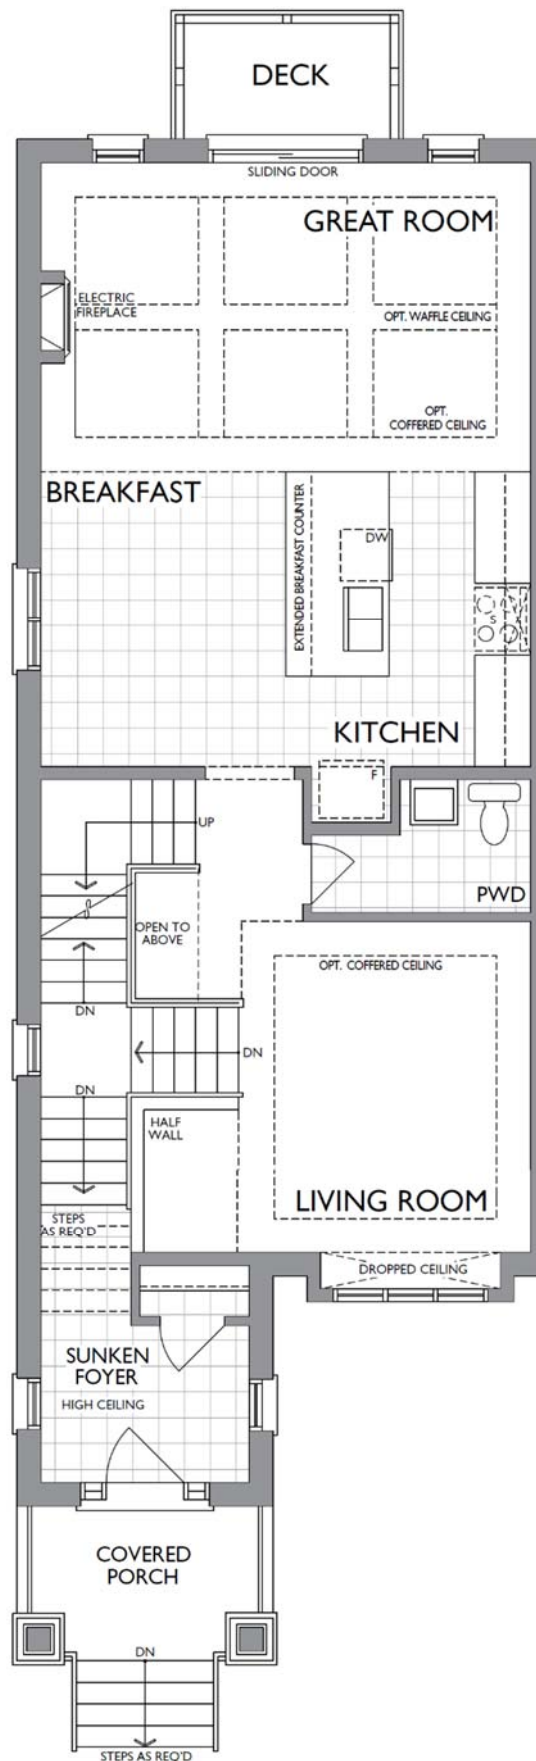 DECK
SLIDING DOOR
GREAT ROOM
ELECTRIC
FIREPLACE
OPT. WAFFLE CEILING
OPT.
COFFERED CEILING
BREAKFAST
EXTENDED BREAKFAST COUNTER
DW
S
KITCHEN
F
UP
PWD
OPEN TO
ABOVE
OPT. COFFERED CEILING
DN
DN
DN
HALF
WALL
LIVING ROOM
STEPS
AS REQ'D
DROPPED CEILING
SUNKEN
FOYER
HIGH CEILING
COVERED
PORCH
DN
STEPS AS REQ'D